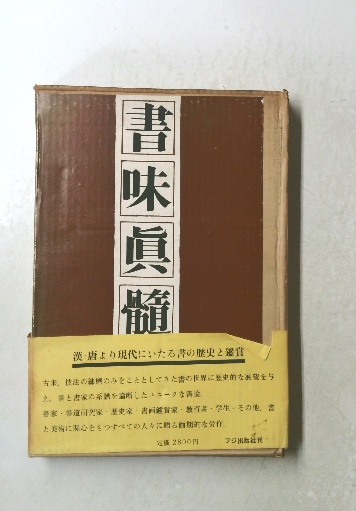 書味眞髓
漢・唐より現代にいたる書の歴史と鑑賞
古来、技法の錬磨のみをこととしてきた書の世界に歴史的な展望を与
え、書と書家の系譜を論断したユニークな書論。
書家・書道研究家・歴史家・書画鑑賞家・教育者・学生・その他、書
と美術に関心をもつすべての人々に贈る画期的な労作。
定価 2800円
フジ出版社刊